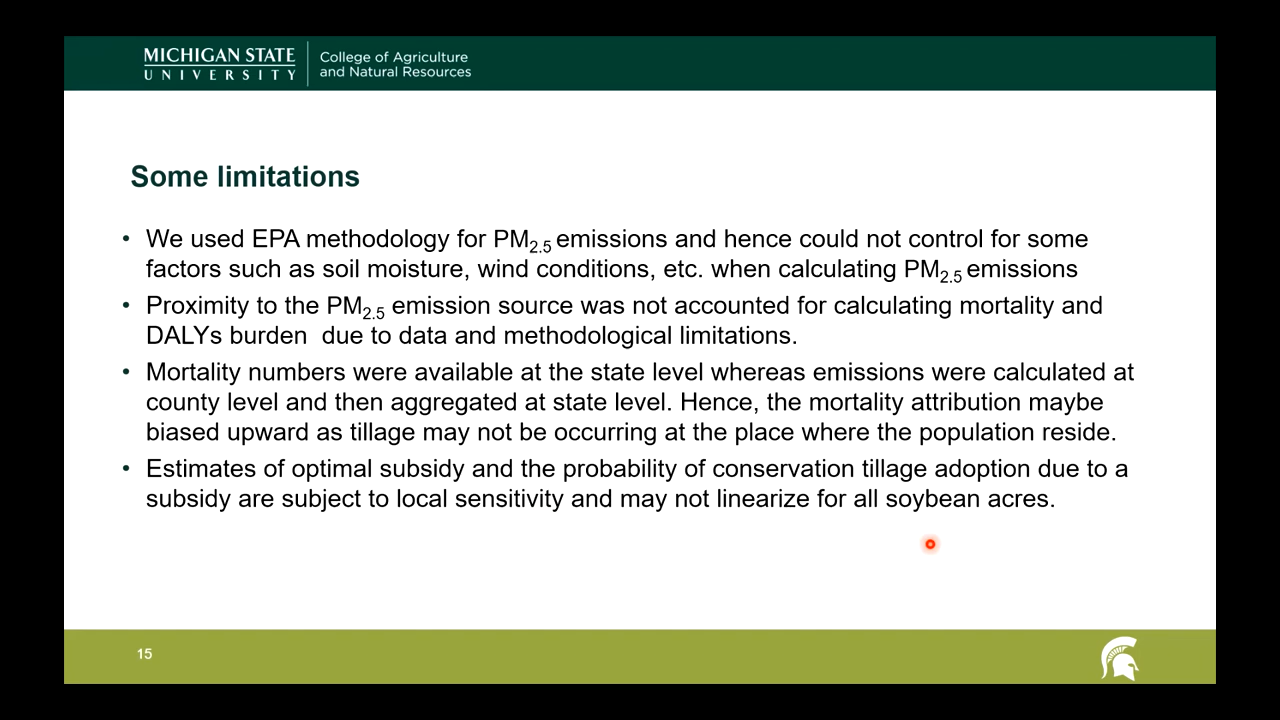 MICHIGAN STATE
UNIVERSITY
College of Agriculture
and Natural Resources
Some limitations
• We used EPA methodology for PM2.5 emissions and hence could not control for some
factors such as soil moisture, wind conditions, etc. when calculating PM2.5 emissions
• Proximity to the PM2.5 emission source was not accounted for calculating mortality and
DALYs burden  due to data and methodological limitations.
• Mortality numbers were available at the state level whereas emissions were calculated at
county level and then aggregated at state level. Hence, the mortality attribution maybe
biased upward as tillage may not be occurring at the place where the population reside.
• Estimates of optimal subsidy and the probability of conservation tillage adoption due to a
subsidy are subject to local sensitivity and may not linearize for all soybean acres.
15